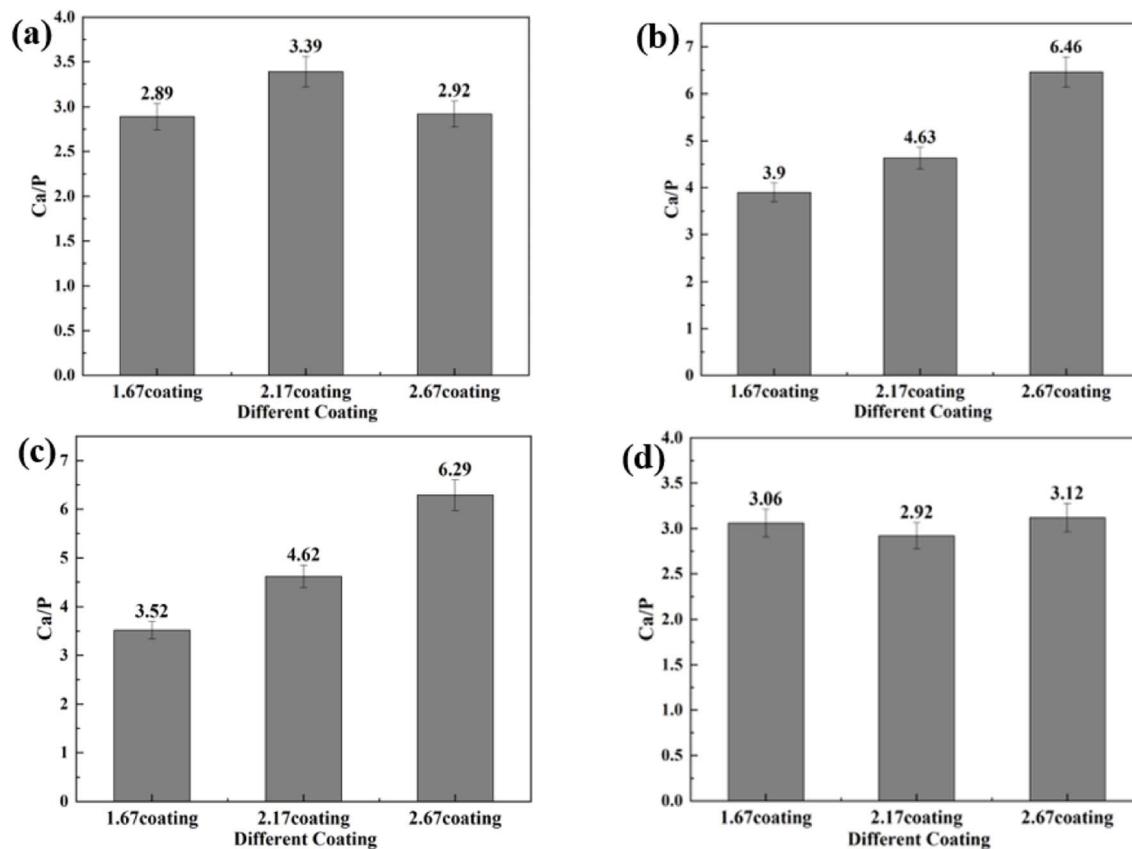 (a)
4.0
3.5
3.0
2.5
2.0
1.5
1.0
0.5
0.0
Ca/P
2.89
3.39
2.92
1.67coating 2.17coating 2.67coating
Different Coating
(b)
7
6
5
4
3
2
1
0
Ca/P
3.9
4.63
6.46
1.67coating 2.17coating 2.67coating
Different Coating
(c)
7
6
5
4
3
2
1
0
Ca/P
3.52
4.62
6.29
1.67coating 2.17coating 2.67coating
Different Coating
(d)
4.0
3.5
3.0
2.5
2.0
1.5
1.0
0.5
0.0
Ca/P
3.06
2.92
3.12
1.67coating 2.17coating 2.67coating
Different Coating